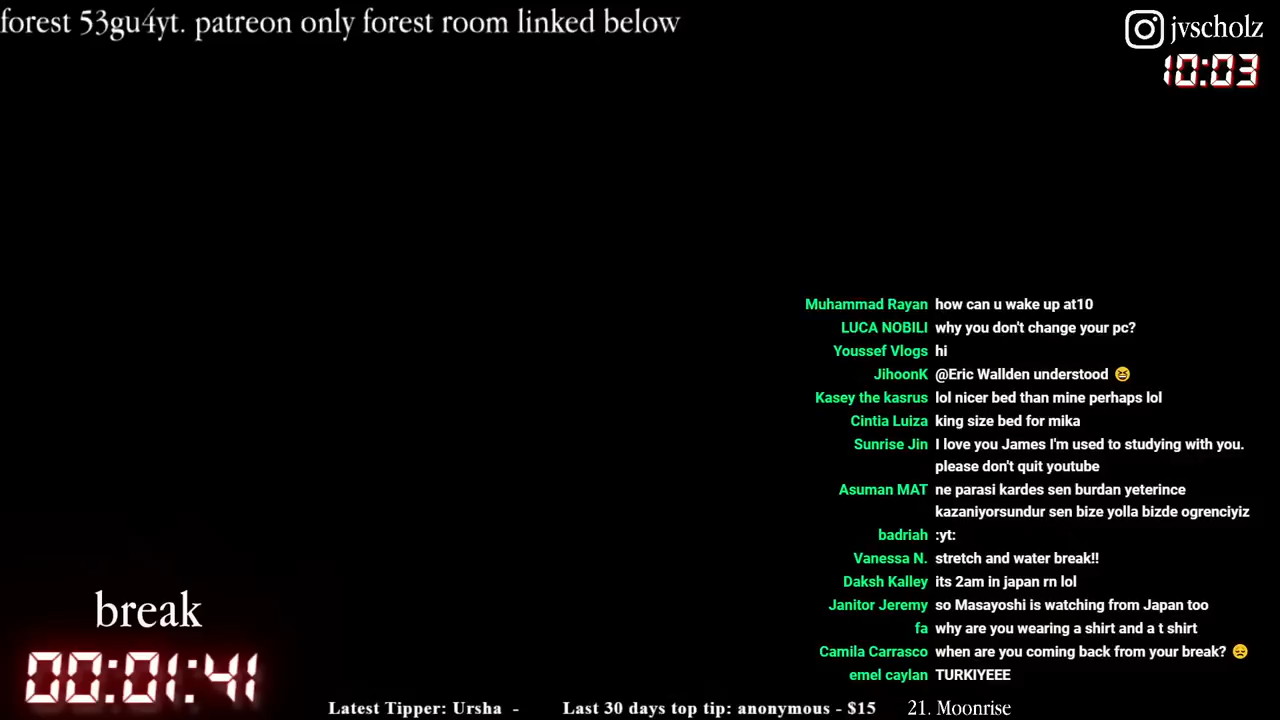 forest 53gu4yt. patreon only forest room linked below
jvscholz
10:03
Muhammad Rayan how can u wake up at10
LUCA NOBILI why you don't change your pc?
Youssef Vlogs hi
JihoonK @Eric Wallden understood 😆
Kasey the kasrus lol nicer bed than mine perhaps lol
Cintia Luiza king size bed for mika
Sunrise Jin I love you James I'm used to studying with you.
please don't quit youtube
Asuman MAT ne parasi kardes sen burdan yeterince
kazaniyorsundur sen bize yolla bizde ogrenciyiz
badriah :yt:
Vanessa N. stretch and water break!!
Daksh Kalley its 2am in japan rn lol
Janitor Jeremy so Masayoshi is watching from Japan too
fa why are you wearing a shirt and a t shirt
Camila Carrasco when are you coming back from your break? 😞
emel caylan TURKIYEEE
break
00:01:41
Latest Tipper: Ursha - Last 30 days top tip: anonymous - $15 21. Moonrise